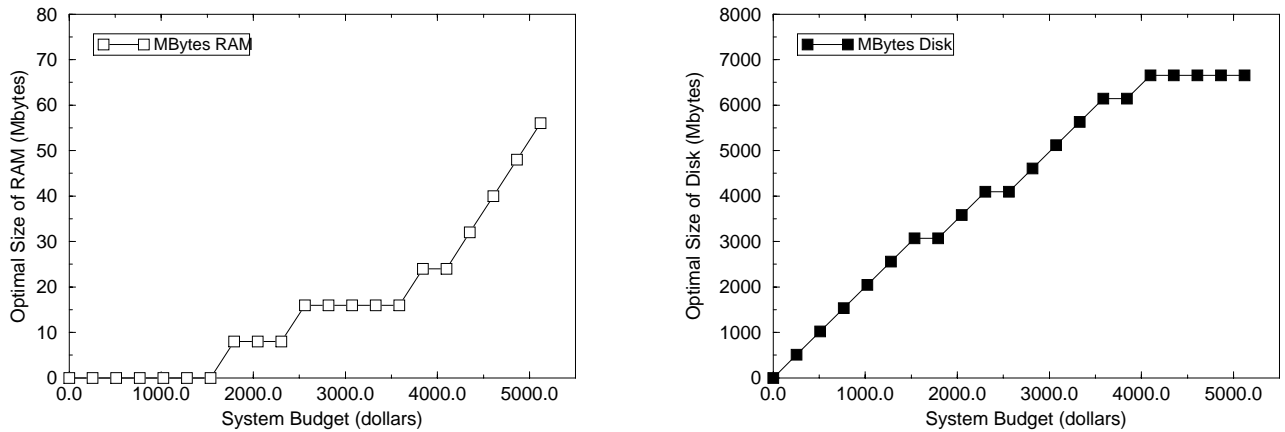 80
70
60
50
40
30
20
10
0
Optimal Size of RAM (Mbytes)
MBytes RAM
0.0 1000.0 2000.0 3000.0 4000.0 5000.0
System Budget (dollars)
8000
7000
6000
5000
4000
3000
2000
1000
0
Optimal Size of Disk (Mbytes)
MBytes Disk
0.0 1000.0 2000.0 3000.0 4000.0 5000.0
System Budget (dollars)